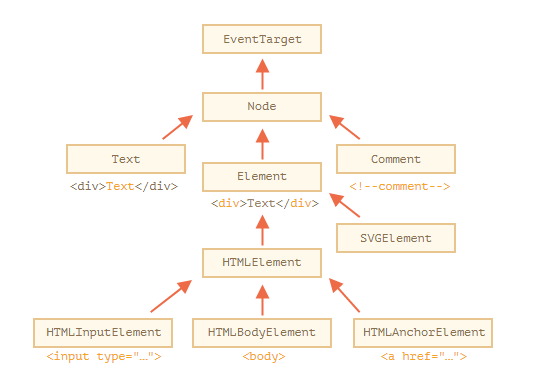 EventTarget
Node
Text
Comment
<div>Text</div>
<!--comment-->
Element
<div>Text</div>
SVGElement
HTMLElement
HTMLInputElement
HTMLBodyElement
HTMLAnchorElement
<input type="…">
<body>
<a href="…">